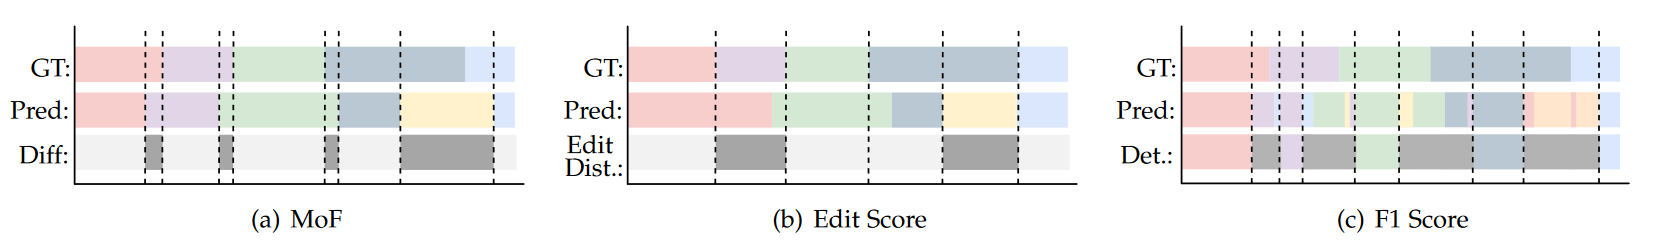 GT:
Pred:
Diff:
(a) MoF
GT:
Pred:
Edit
Dist.:
(b) Edit Score
GT:
Pred:
Det.:
(c) F1 Score